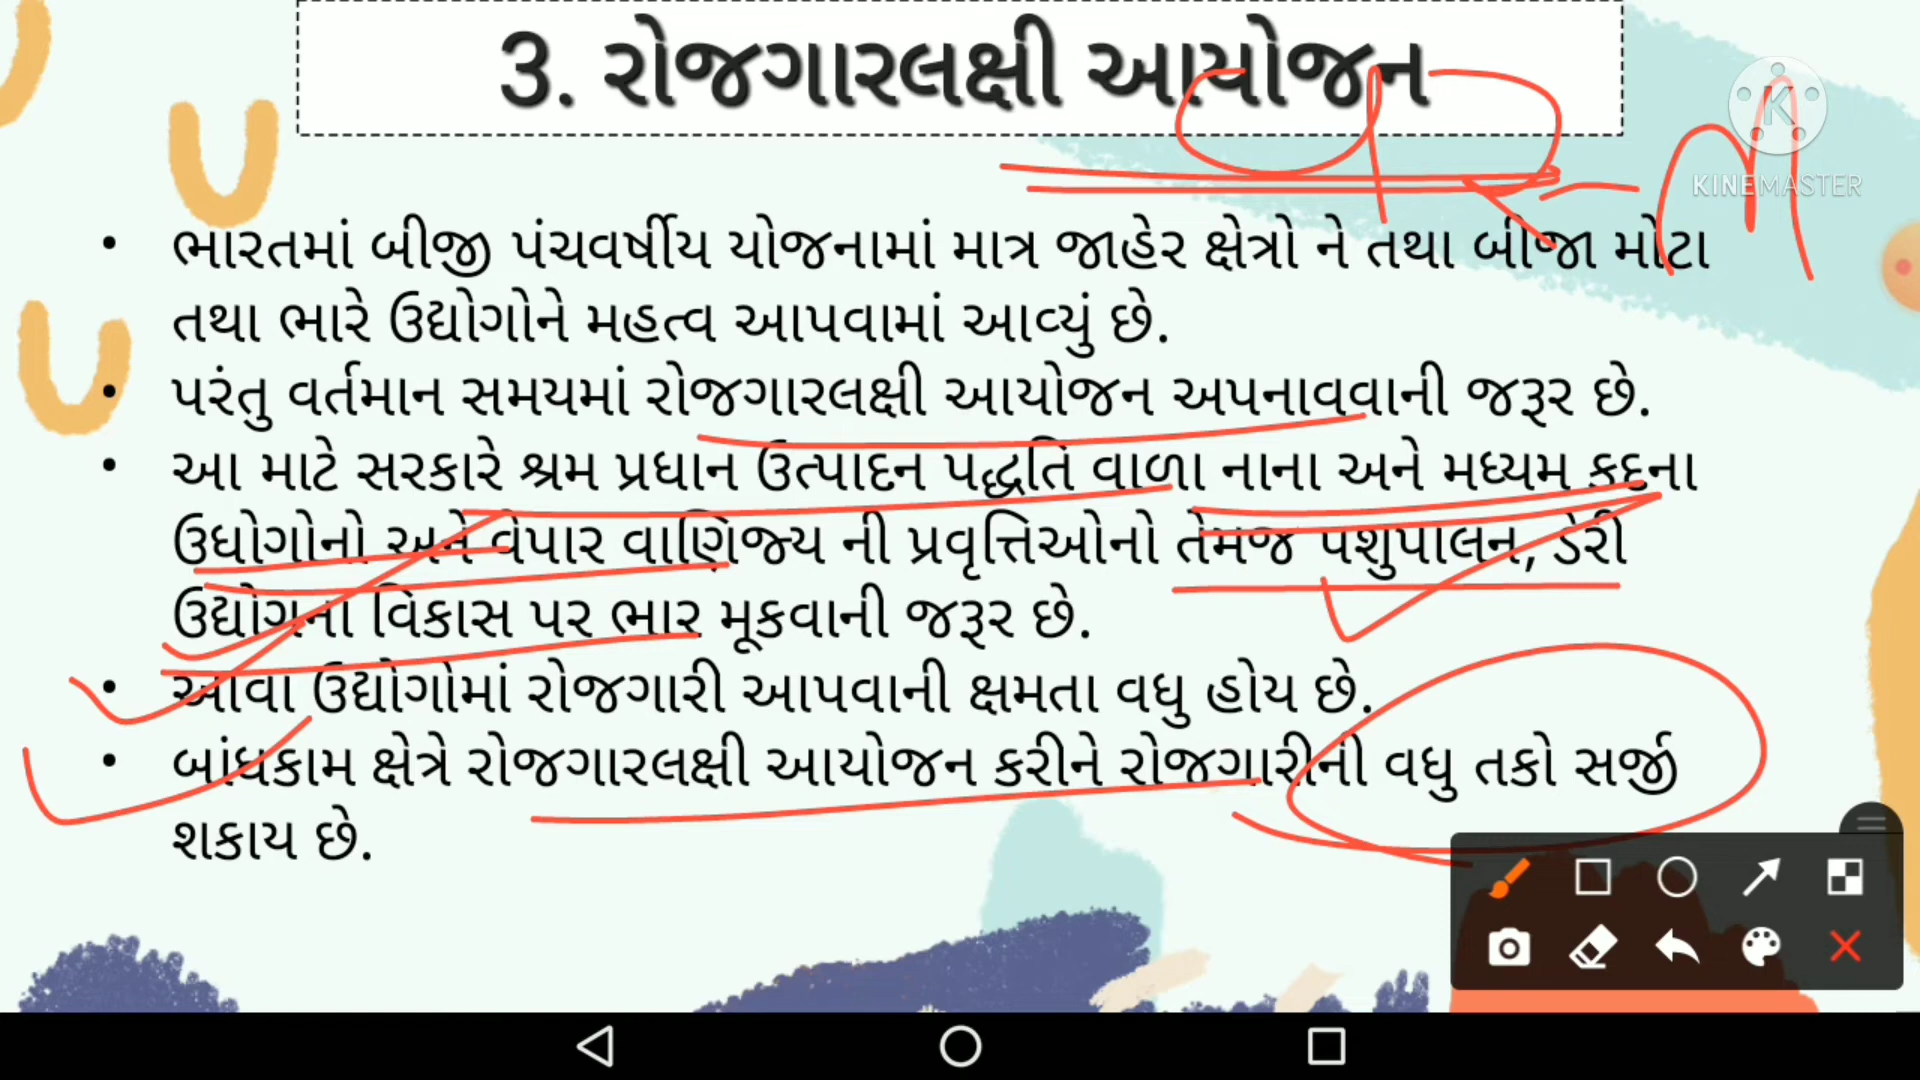 3. રોજગારલક્ષી આયોજન
KINEMASTER
• ભારતમાં બીજી પંચવર્ષીય યોજનામાં માત્ર જાહેર ક્ષેત્રો ને તથા બીજા મોટા
તથા ભારે ઉદ્યોગોને મહત્વ આપવામાં આવ્યું છે.
• પરંતુ વર્તમાન સમયમાં રોજગારલક્ષી આયોજન અપનાવવાની જરૂર છે.
• આ માટે સરકારે શ્રમ પ્રધાન ઉત્પાદન પદ્ધતિ વાળા નાના અને મધ્યમ કદના
ઉધોગોનો અને વેપાર વાણિજ્ય ની પ્રવૃત્તિઓનો તેમજ પશુપાલન, ડેરી
ઉદ્યોગના વિકાસ પર ભાર મૂકવાની જરૂર છે.
• આવા ઉદ્યોગોમાં રોજગારી આપવાની ક્ષમતા વધુ હોય છે.
• બાંધકામ ક્ષેત્રે રોજગારલક્ષી આયોજન કરીને રોજગારીની વધુ તકો સર્જી
શકાય છે.